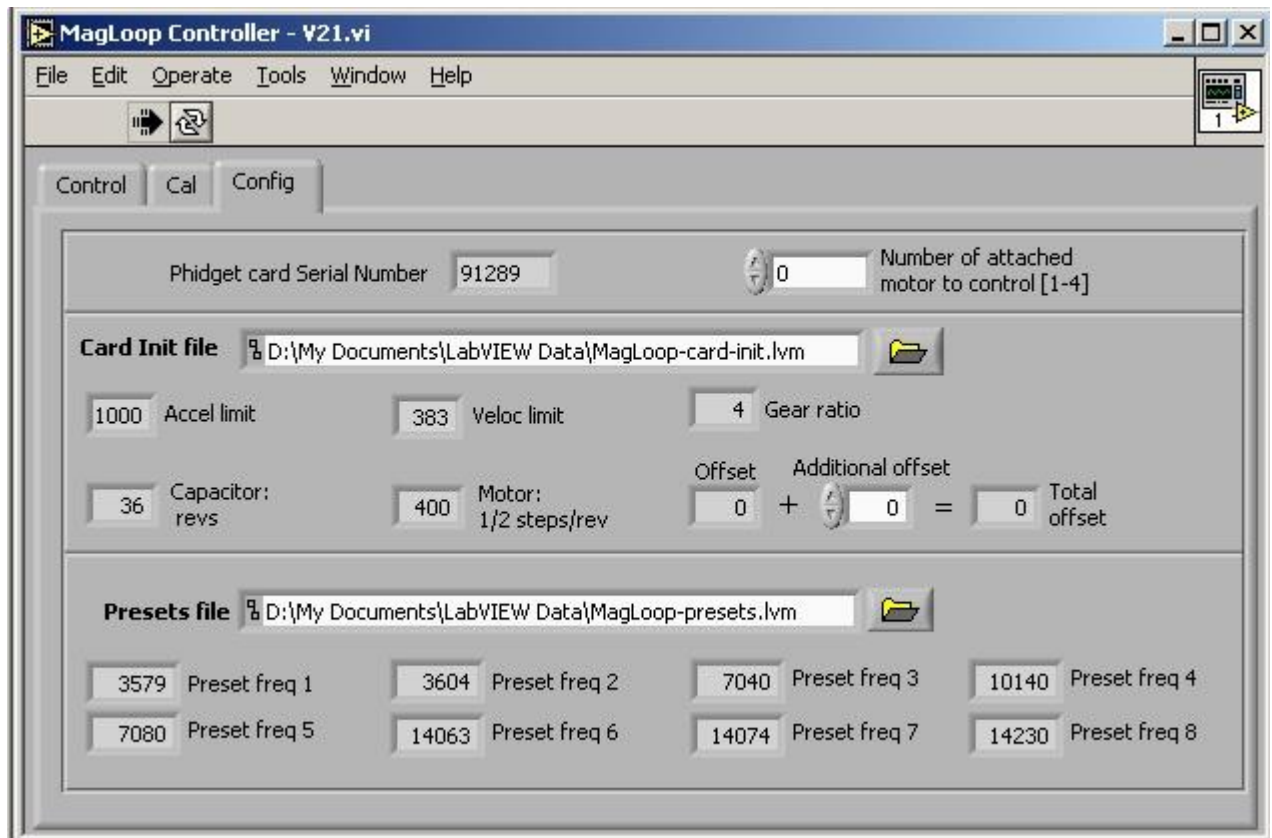 MagLoop Controller - V21.vi
File Edit Operate Tools Window Help
1
Control Cal Config
Phidget card Serial Number 91289 0 Number of attached
motor to control [1-4]
Card Init file D:\My Documents\LabVIEW Data\MagLoop-card-init.lvm
1000 Accel limit 383 Veloc limit 4 Gear ratio
Offset Additional offset
36 Capacitor: 400 Motor: 0 + 0 = 0 Total
revs 1/2 steps/rev offset
Presets file D:\My Documents\LabVIEW Data\MagLoop-presets.lvm
3579 Preset freq 1 3604 Preset freq 2 7040 Preset freq 3 10140 Preset freq 4
7080 Preset freq 5 14063 Preset freq 6 14074 Preset freq 7 14230 Preset freq 8